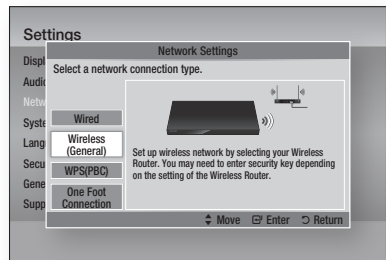 Settings
Network Settings
Displ
Select a network connection type.
Audio
Netw
Syste
Wired
Lang
Wireless
(General)
Set up wireless network by selecting your Wireless
Router. You may need to enter security key depending
on the setting of the Wireless Router.
Secu
WPS(PBC)
Gene
One Foot
Connection
Supp
Move Enter Return